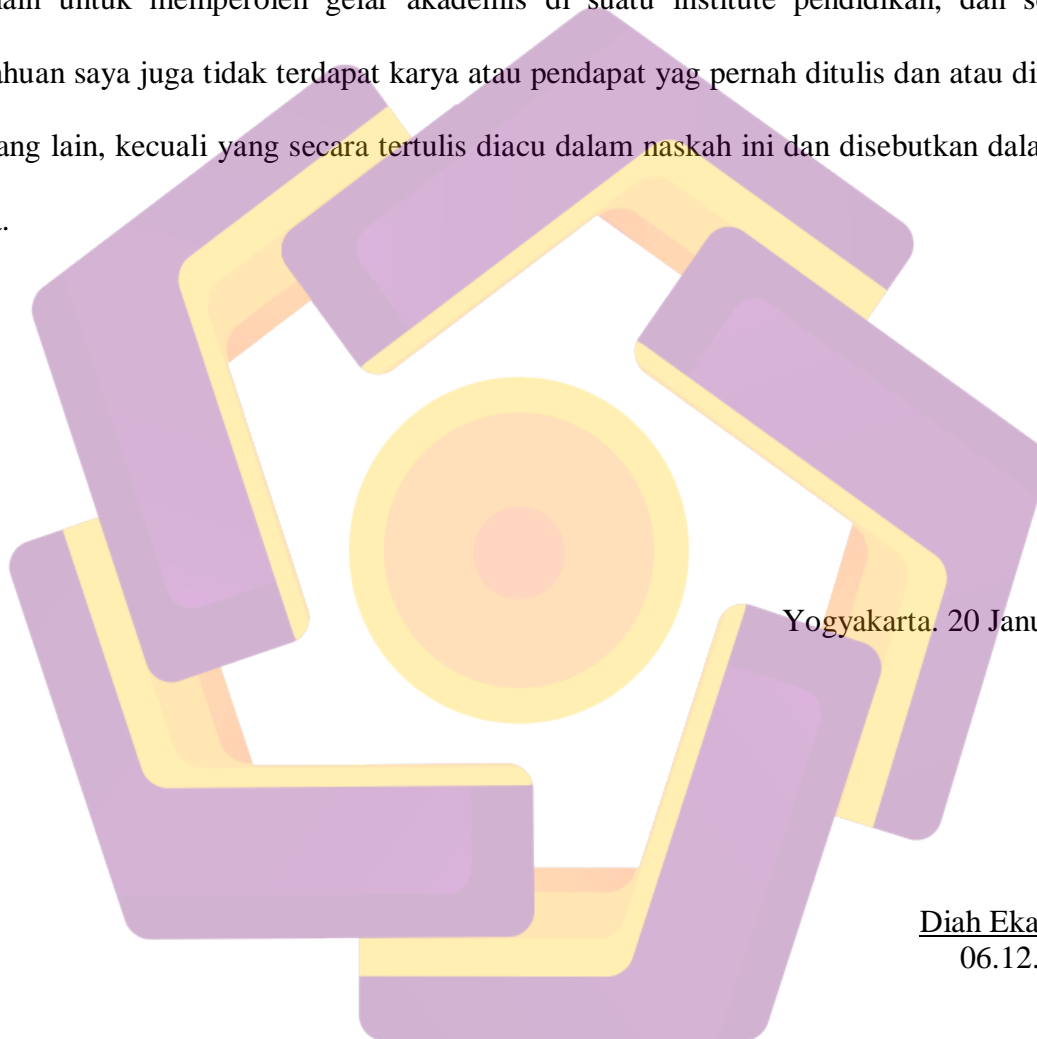 untuk memperoleh gelar akademis di suatu institute pendidikan, dan
ahuan saya juga tidak terdapat karya atau pendapat yag pernah ditulis dan atau di
ang lain, kecuali yang secara tertulis diacu dalam naskah ini dan disebutkan dala
.
Yogyakarta. 20 Janu
Diah Eka
06.12.